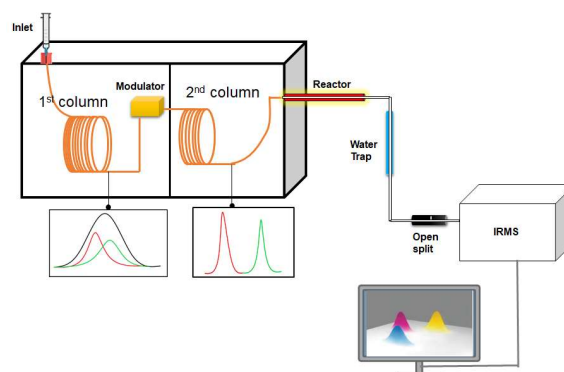 Inlet
1st column
Modulator
2nd column
Reactor
Water
Trap
Open
split
IRMS